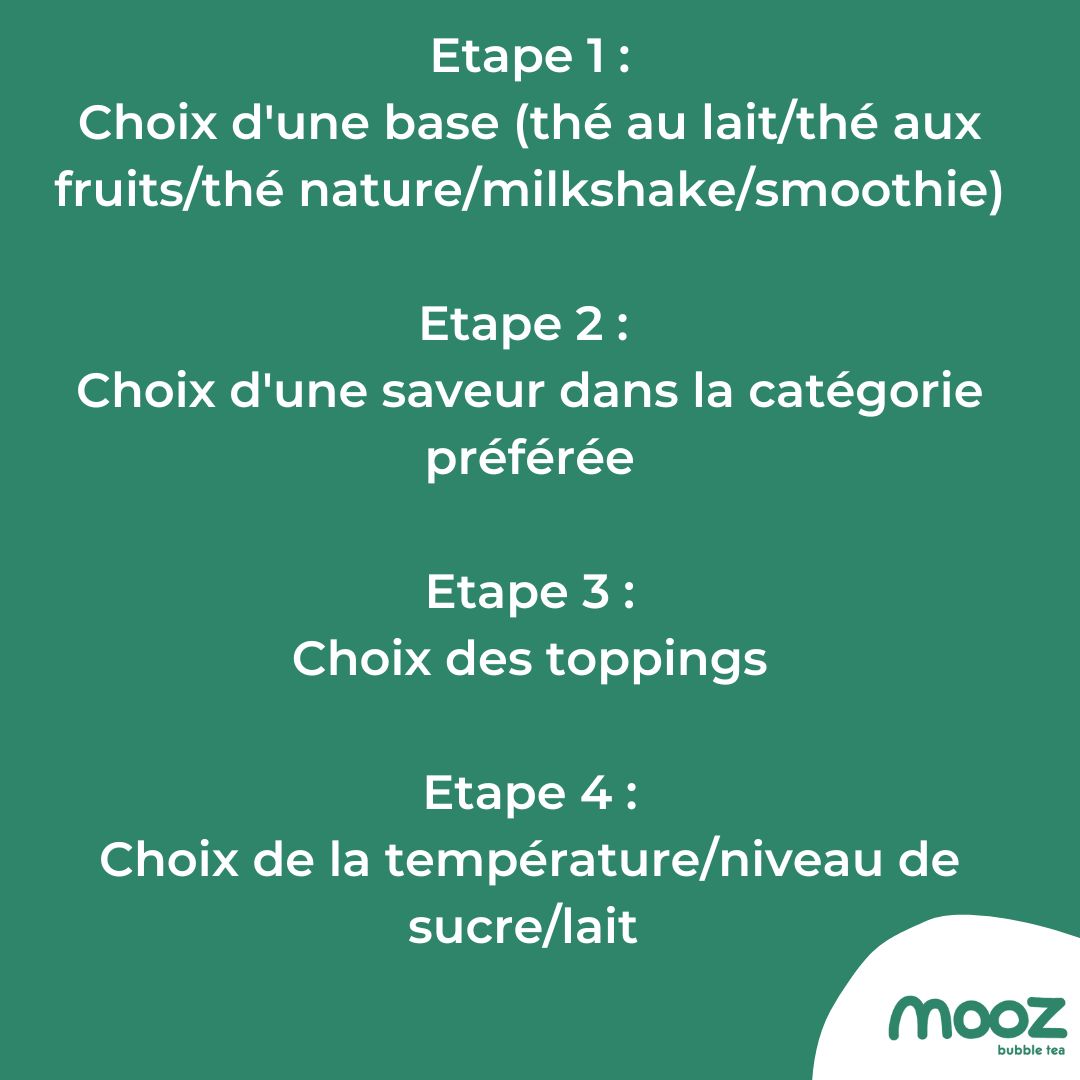 Etape 1 :
Choix d'une base (thé au lait/thé aux
fruits/thé nature/milkshake/smoothie)
Etape 2 :
Choix d'une saveur dans la catégorie
préférée
Etape 3 :
Choix des toppings
Etape 4 :
Choix de la température/niveau de
sucre/lait
mooz
bubble tea